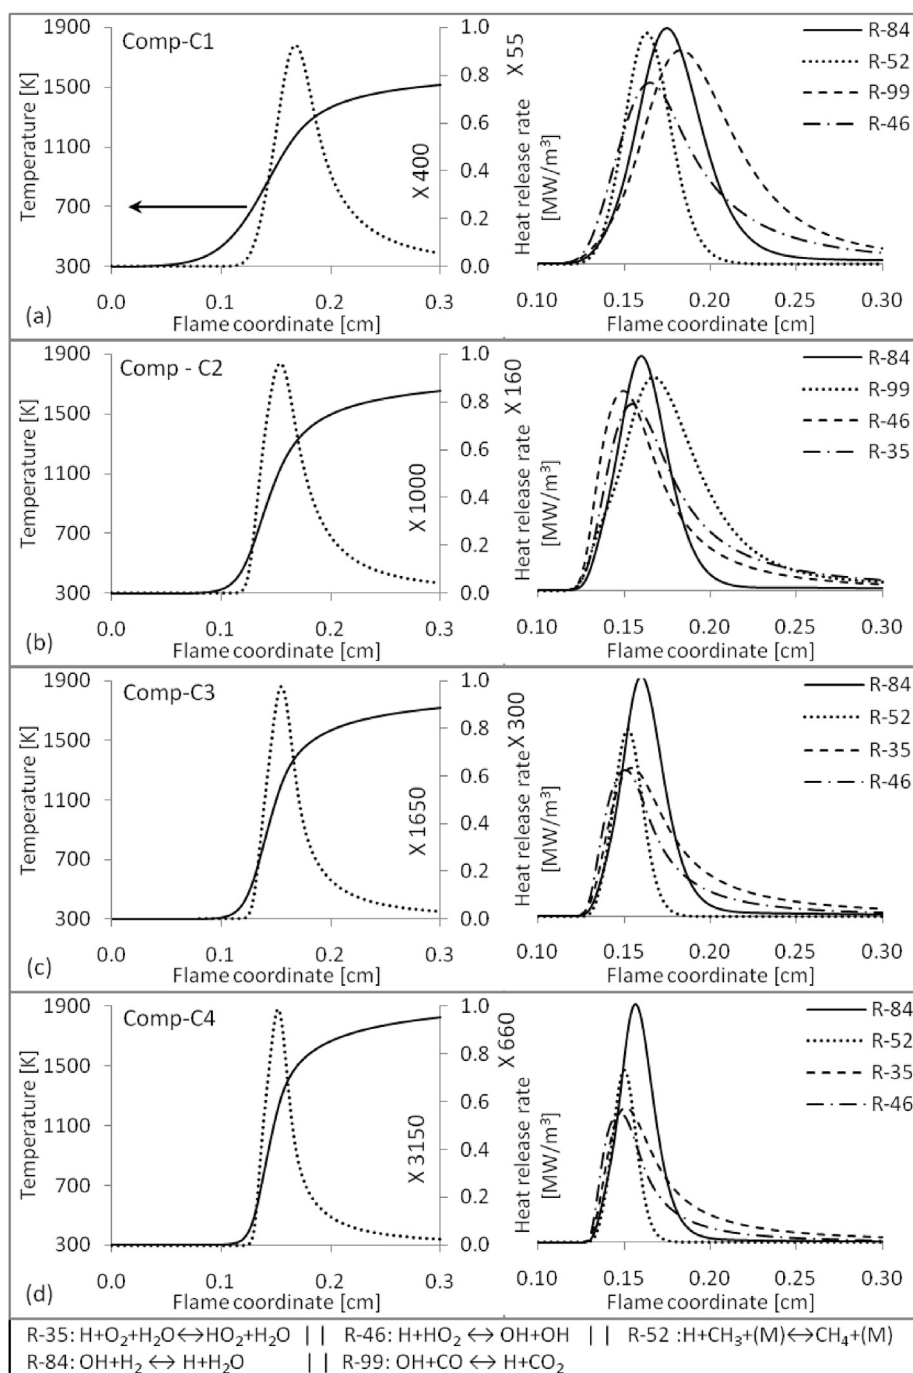 Comp-C1
Temperature [K]
1900
1500
1100
700
300
0.0 0.1 0.2 0.3
Flame coordinate [cm]
(a)
X 400
1.0
0.8
0.6
0.4
0.2
0.0
X 55
Heat release rate
[MW/m³]
R-84
R-52
R-99
R-46
0.10 0.15 0.20 0.25 0.30
Flame coordinate [cm]
Comp - C2
Temperature [K]
1900
1500
1100
700
300
0.0 0.1 0.2 0.3
Flame coordinate [cm]
(b)
X 1000
1.0
0.8
0.6
0.4
0.2
0.0
X 160
Heat release rate
[MW/m³]
R-84
R-99
R-46
R-35
0.10 0.15 0.20 0.25 0.30
Flame coordinate [cm]
Comp-C3
Temperature [K]
1900
1500
1100
700
300
0.0 0.1 0.2 0.3
Flame coordinate [cm]
(c)
X 1650
1.0
0.8
0.6
0.4
0.2
0.0
X 300
Heat release rate
[MW/m³]
R-84
R-52
R-35
R-46
0.10 0.15 0.20 0.25 0.30
Flame coordinate [cm]
Comp-C4
Temperature [K]
1900
1500
1100
700
300
0.0 0.1 0.2 0.3
Flame coordinate [cm]
(d)
X 3150
1.0
0.8
0.6
0.4
0.2
0.0
X 660
Heat release rate
[MW/m³]
R-84
R-52
R-35
R-46
0.10 0.15 0.20 0.25 0.30
Flame coordinate [cm]
R-35: H+O₂+H₂O↔HO₂+H₂O || R-46: H+HO₂ ↔ OH+OH || R-52 :H+CH₃+(M)↔CH₄+(M)
R-84: OH+H₂ ↔ H+H₂O || R-99: OH+CO ↔ H+CO₂